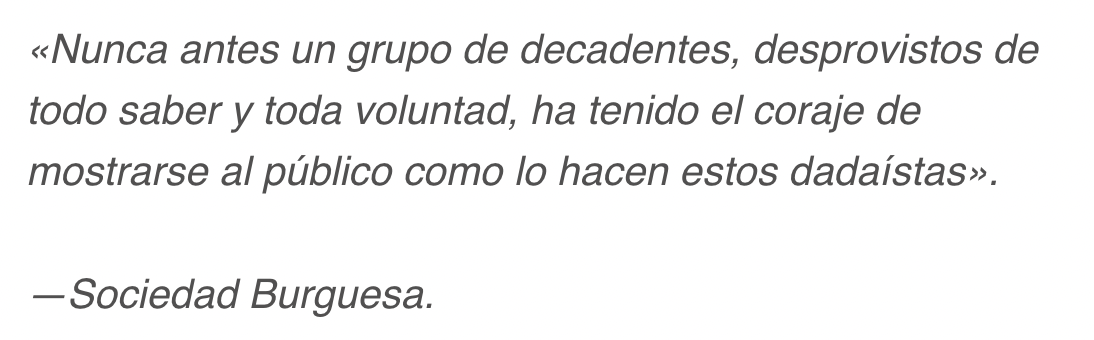 «Nunca antes un grupo de decadentes, desprovistos de
todo saber y toda voluntad, ha tenido el coraje de
mostrarse al público como lo hacen estos dadaístas».
—Sociedad Burguesa.